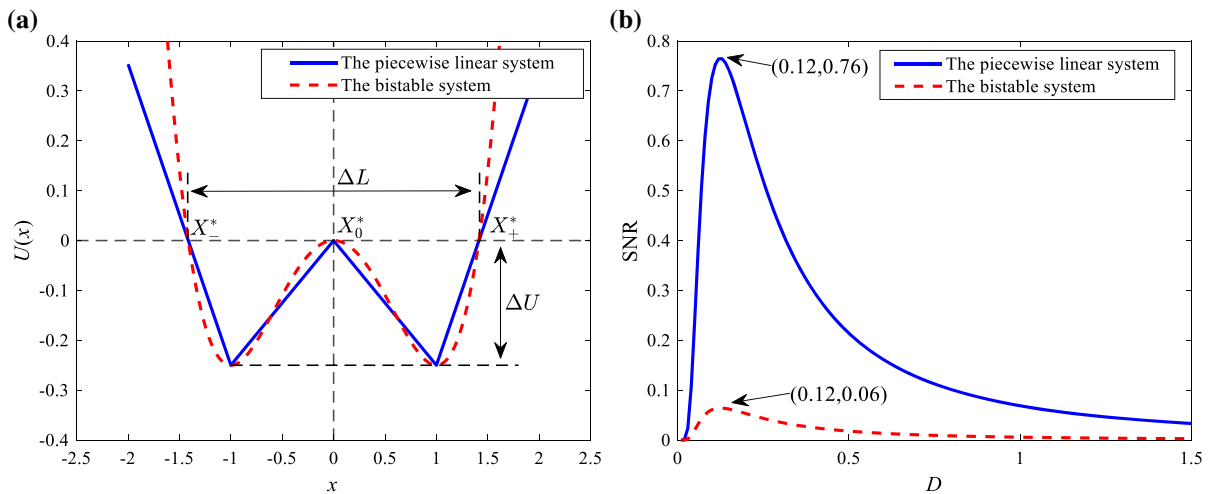 (a)
0.4
0.3
0.2
0.1
0
-0.1
-0.2
-0.3
-0.4
U(x)
The piecewise linear system
The bistable system
ΔL
X*₋
X*₀
X*₊
ΔU
-2.5 -2 -1.5 -1 -0.5 0 0.5 1 1.5 2 2.5
x
(b)
0.8
0.7
0.6
0.5
0.4
0.3
0.2
0.1
0
SNR
(0.12,0.76)
The piecewise linear system
The bistable system
(0.12,0.06)
0 0.5 1 1.5
D